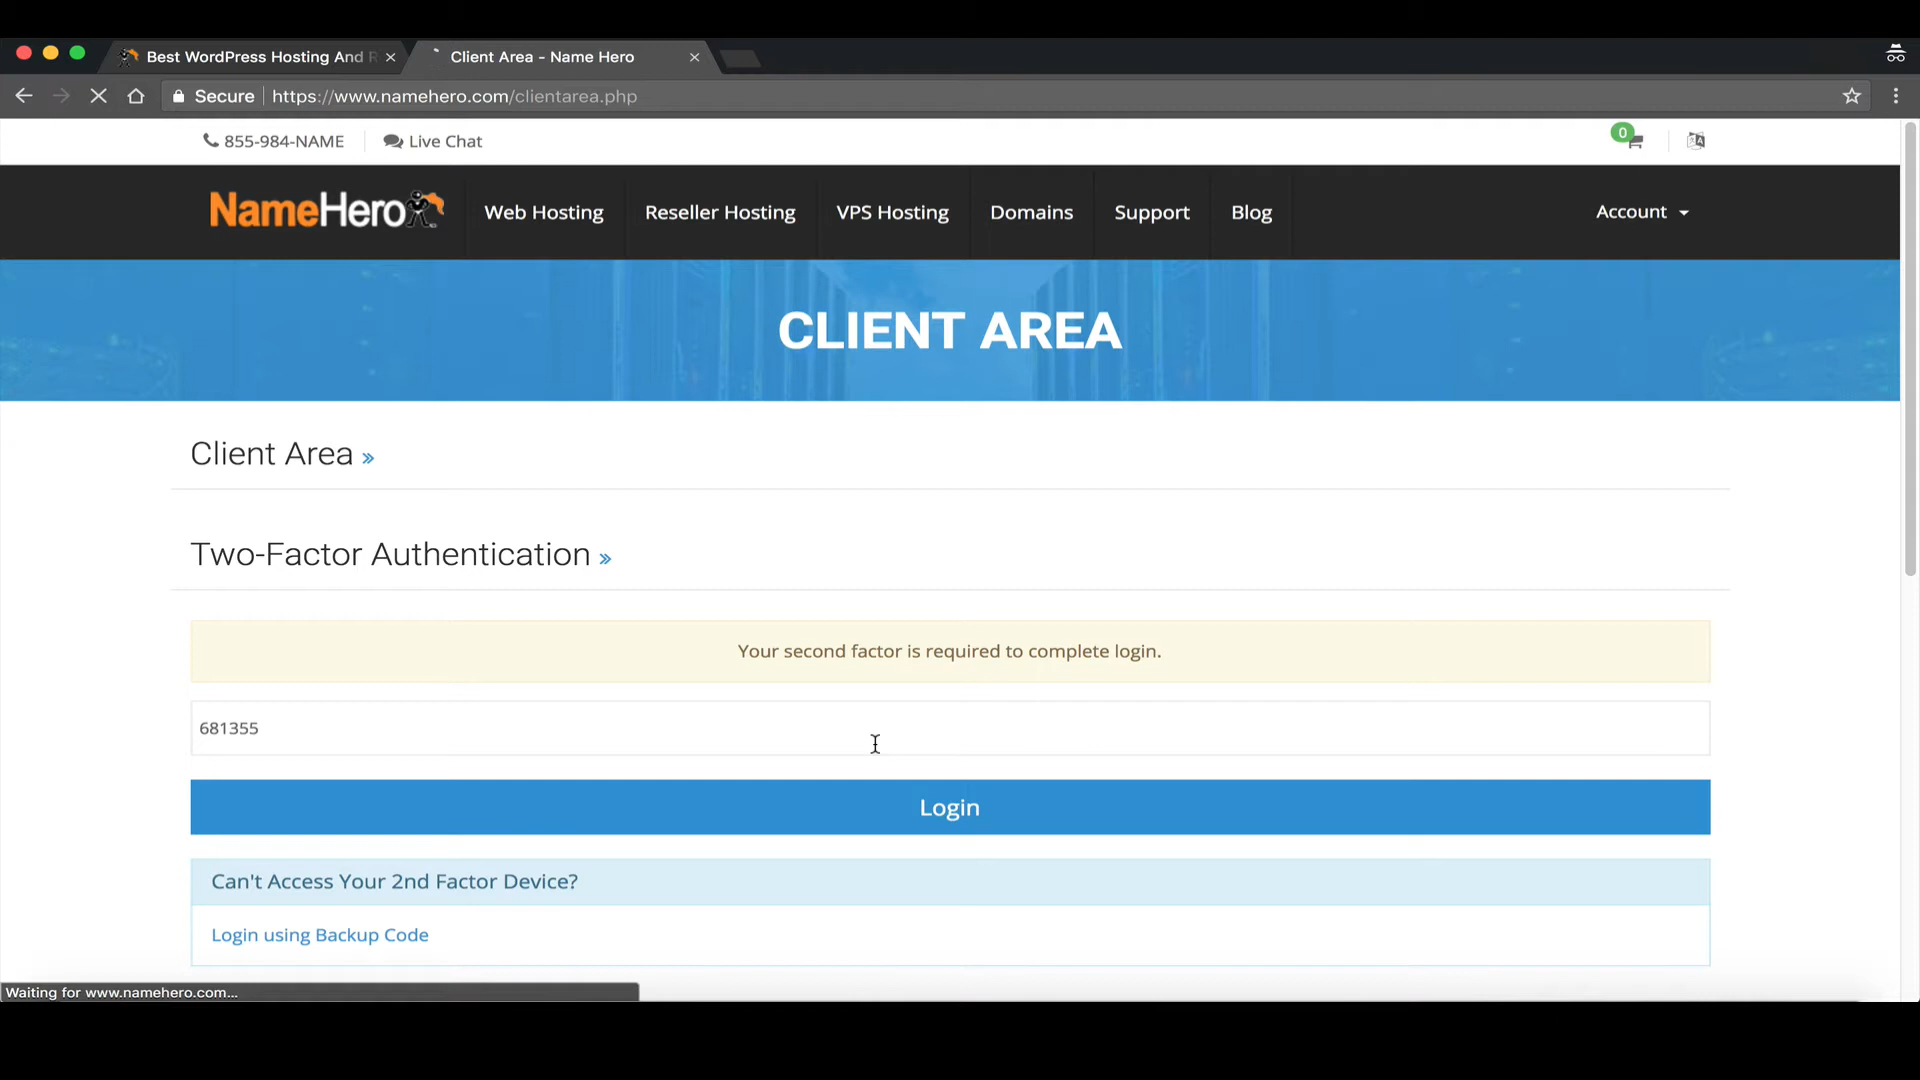 Best WordPress Hosting And R
Client Area - Name Hero
Secure https://www.namehero.com/clientarea.php
855-984-NAME Live Chat 0
NameHero Web Hosting Reseller Hosting VPS Hosting Domains Support Blog Account
CLIENT AREA
Client Area »
Two-Factor Authentication »
Your second factor is required to complete login.
681355
Login
Can't Access Your 2nd Factor Device?
Login using Backup Code
Waiting for www.namehero.com...